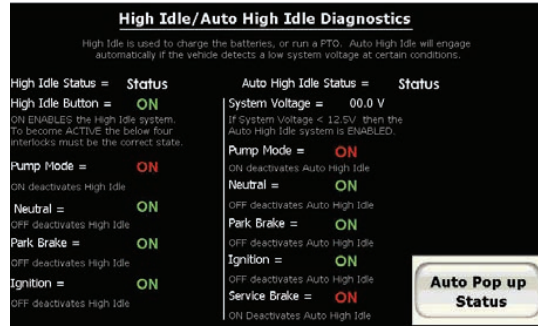 High Idle/Auto High Idle Diagnostics
High Idle is used to charge the batteries, or run a PTO. Auto High Idle will engage
automatically if the vehicle detects a low system voltage at certain conditions.
High Idle Status = Status
High Idle Button = ON
ON ENABLES the High Idle system.
To become ACTIVE the below four
interlocks must be the correct state.
Pump Mode = ON
ON deactivates High Idle
Neutral = ON
OFF deactivates High Idle
Park Brake = ON
OFF deactivates High Idle
Ignition = ON
OFF deactivates High Idle
Auto High Idle Status = Status
System Voltage = 00.0 V
If System Voltage < 12.5V then the
Auto High Idle system is ENABLED.
Pump Mode = ON
ON deactivates Auto High Idle
Neutral = ON
OFF deactivates Auto High Idle
Park Brake = ON
OFF deactivates Auto High Idle
Ignition = ON
OFF deactivates Auto High Idle
Service Brake = ON
ON Deactivates Auto High Idle
Auto Pop up
Status